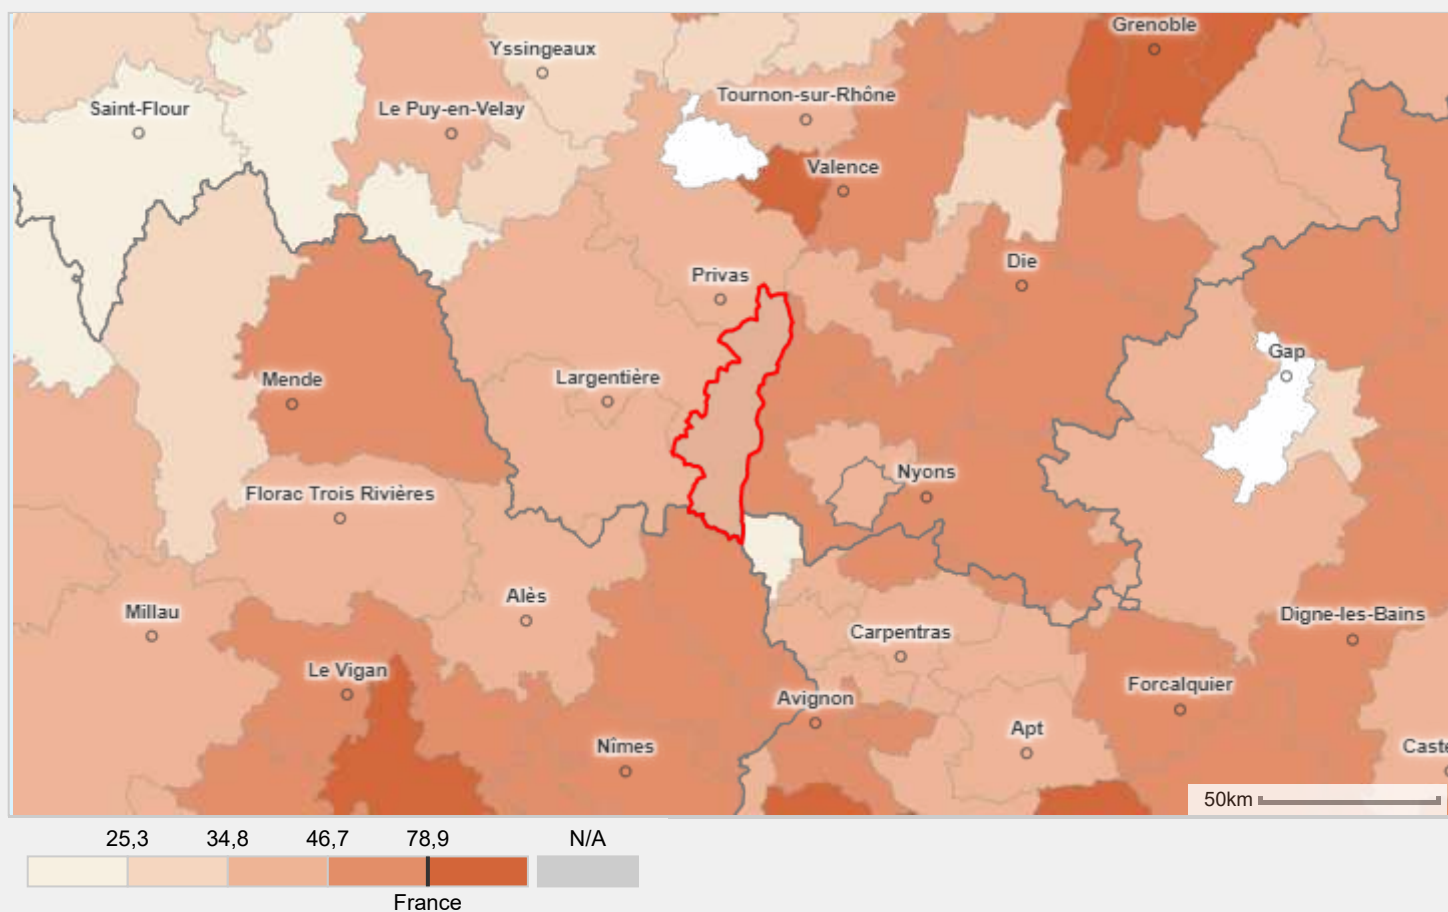 Grenoble
Yssingeaux
Saint-Flour
Le Puy-en-Velay
Tournon-sur-Rhône
Valence
Die
Privas
Gap
Mende
Largentière
Nyons
Florac Trois Rivières
Alès
Millau
Digne-les-Bains
Carpentras
Le Vigan
Forcalquier
Avignon
Apt
Nîmes
Caste
50km
25,3 34,8 46,7 78,9 N/A
France